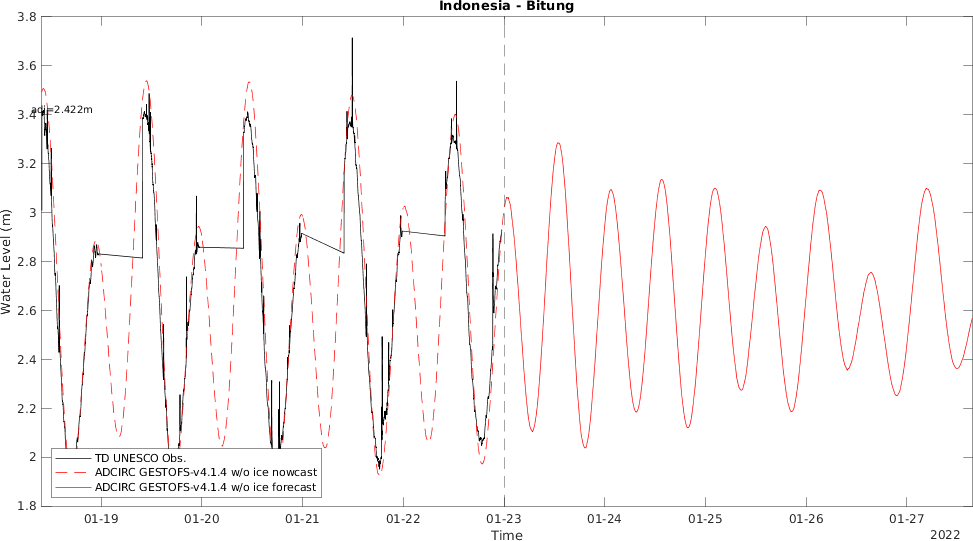 Indonesia - Bitung
3.8
3.6
3.4
3.2
3
2.8
2.6
2.4
2.2
2
1.8
adj=2.422m
Water Level (m)
TD UNESCO Obs.
ADCIRC GESTOFS-v4.1.4 w/o ice nowcast
ADCIRC GESTOFS-v4.1.4 w/o ice forecast
01-19 01-20 01-21 01-22 01-23 01-24 01-25 01-26 01-27
Time
2022